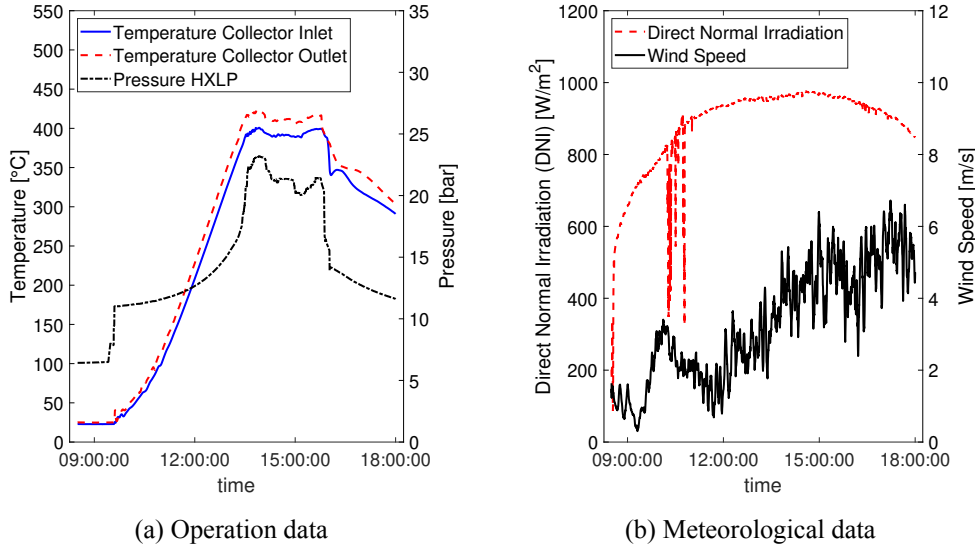 550
500
450
400
350
300
250
200
150
100
50
0
Temperature [°C]
35
30
25
20
15
10
5
0
Pressure [bar]
Temperature Collector Inlet
Temperature Collector Outlet
Pressure HXLP
09:00:00 12:00:00 15:00:00 18:00:00
time
(a) Operation data
1200
1000
800
600
400
200
0
Direct Normal Irradiation (DNI) [W/m²]
12
10
8
6
4
2
0
Wind Speed [m/s]
Direct Normal Irradiation
Wind Speed
09:00:00 12:00:00 15:00:00 18:00:00
time
(b) Meteorological data